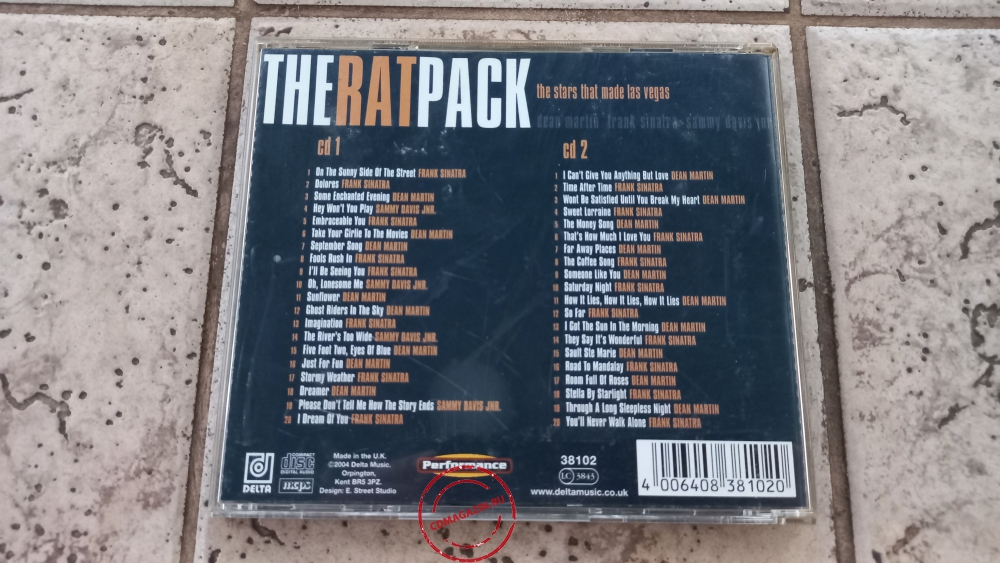 THERATPACK the stars that made las vegas
dean martin frank sinatra sammy davis jnr
cd 1
1 On The Sunny Side Of The Street FRANK SINATRA
2 Dolores FRANK SINATRA
3 Some Enchanted Evening DEAN MARTIN
4 Hey Won't You Play SAMMY DAVIS JNR.
5 Embraceable You FRANK SINATRA
6 Take Your Girlie To The Movies DEAN MARTIN
7 September Song DEAN MARTIN
8 Fools Rush In FRANK SINATRA
9 I'll Be Seeing You FRANK SINATRA
10 Oh, Lonesome Me SAMMY DAVIS JNR.
11 Sunflower DEAN MARTIN
12 Ghost Riders In The Sky DEAN MARTIN
13 Imagination FRANK SINATRA
14 The River's Too Wide SAMMY DAVIS JNR.
15 Five Foot Two, Eyes Of Blue DEAN MARTIN
16 Just For Fun DEAN MARTIN
17 Stormy Weather FRANK SINATRA
18 Dreamer DEAN MARTIN
19 Please Don't Tell Me How The Story Ends SAMMY DAVIS JNR.
20 I Dream Of You FRANK SINATRA
cd 2
1 I Can't Give You Anything But Love DEAN MARTIN
2 Time After Time FRANK SINATRA
3 Wont Be Satisfied Until You Break My Heart DEAN MARTIN
4 Sweet Lorraine FRANK SINATRA
5 The Money Song DEAN MARTIN
6 That's How Much I Love You FRANK SINATRA
7 Far Away Places DEAN MARTIN
8 The Coffee Song FRANK SINATRA
9 Someone Like You DEAN MARTIN
10 Saturday Night FRANK SINATRA
11 How It Lies, How It Lies, How It Lies DEAN MARTIN
12 So Far FRANK SINATRA
13 I Got The Sun In The Morning DEAN MARTIN
14 They Say It's Wonderful FRANK SINATRA
15 Sault Ste Marie DEAN MARTIN
16 Road To Mandalay FRANK SINATRA
17 Room Full Of Roses DEAN MARTIN
18 Stella By Starlight FRANK SINATRA
19 Through A Long Sleepless Night DEAN MARTIN
20 You'll Never Walk Alone FRANK SINATRA
DELTA
COMPACT
disc
DIGITAL AUDIO
mcps
Made in the U.K.
©2004 Delta Music.
Orpington,
Kent BR5 3PZ.
Design: E. Street Studio
Performance
38102
LC 3843
www.deltamusic.co.uk
4 006408 381020
CDMAGAZIN.RU